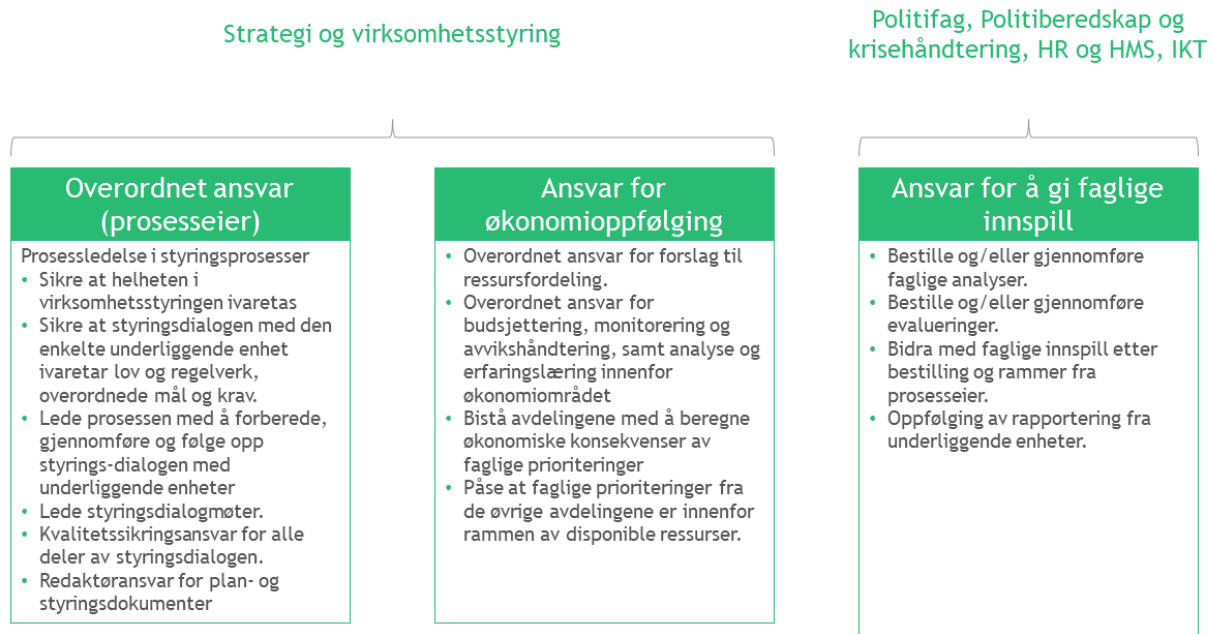 Strategi og virksomhetsstyring
Politifag, Politiberedskap og
krisehåndtering, HR og HMS, IKT
Overordnet ansvar
(prosesseier)
Prosessledelse i styringsprosesser
• Sikre at helheten i
virksomhetsstyringen ivaretas
• Sikre at styringsdialogen med den
enkelte underliggende enhet
ivaretar lov og regelverk,
overordnede mål og krav.
• Lede prosessen med å forberede,
gjennomføre og følge opp
styrings-dialogen med
underliggende enheter
• Lede styringsdialogmøter.
• Kvalitetssikringsansvar for alle
deler av styringsdialogen.
• Redaktøransvar for plan- og
styringsdokumenter
Ansvar for
økonomioppfølging
• Overordnet ansvar for forslag til
ressursfordeling.
• Overordnet ansvar for
budsjettering, monitorering og
avvikshåndtering, samt analyse og
erfaringslæring innenfor
økonomiområdet
• Bistå avdelingene med å beregne
økonomiske konsekvenser av
faglige prioriteringer
• Påse at faglige prioriteringer fra
de øvrige avdelingene er innenfor
rammen av disponible ressurser.
Ansvar for å gi faglige
innspill
• Bestille og/eller gjennomføre
faglige analyser.
• Bestille og/eller gjennomføre
evalueringer.
• Bidra med faglige innspill etter
bestilling og rammer fra
prosesseier.
• Oppfølging av rapportering fra
underliggende enheter.